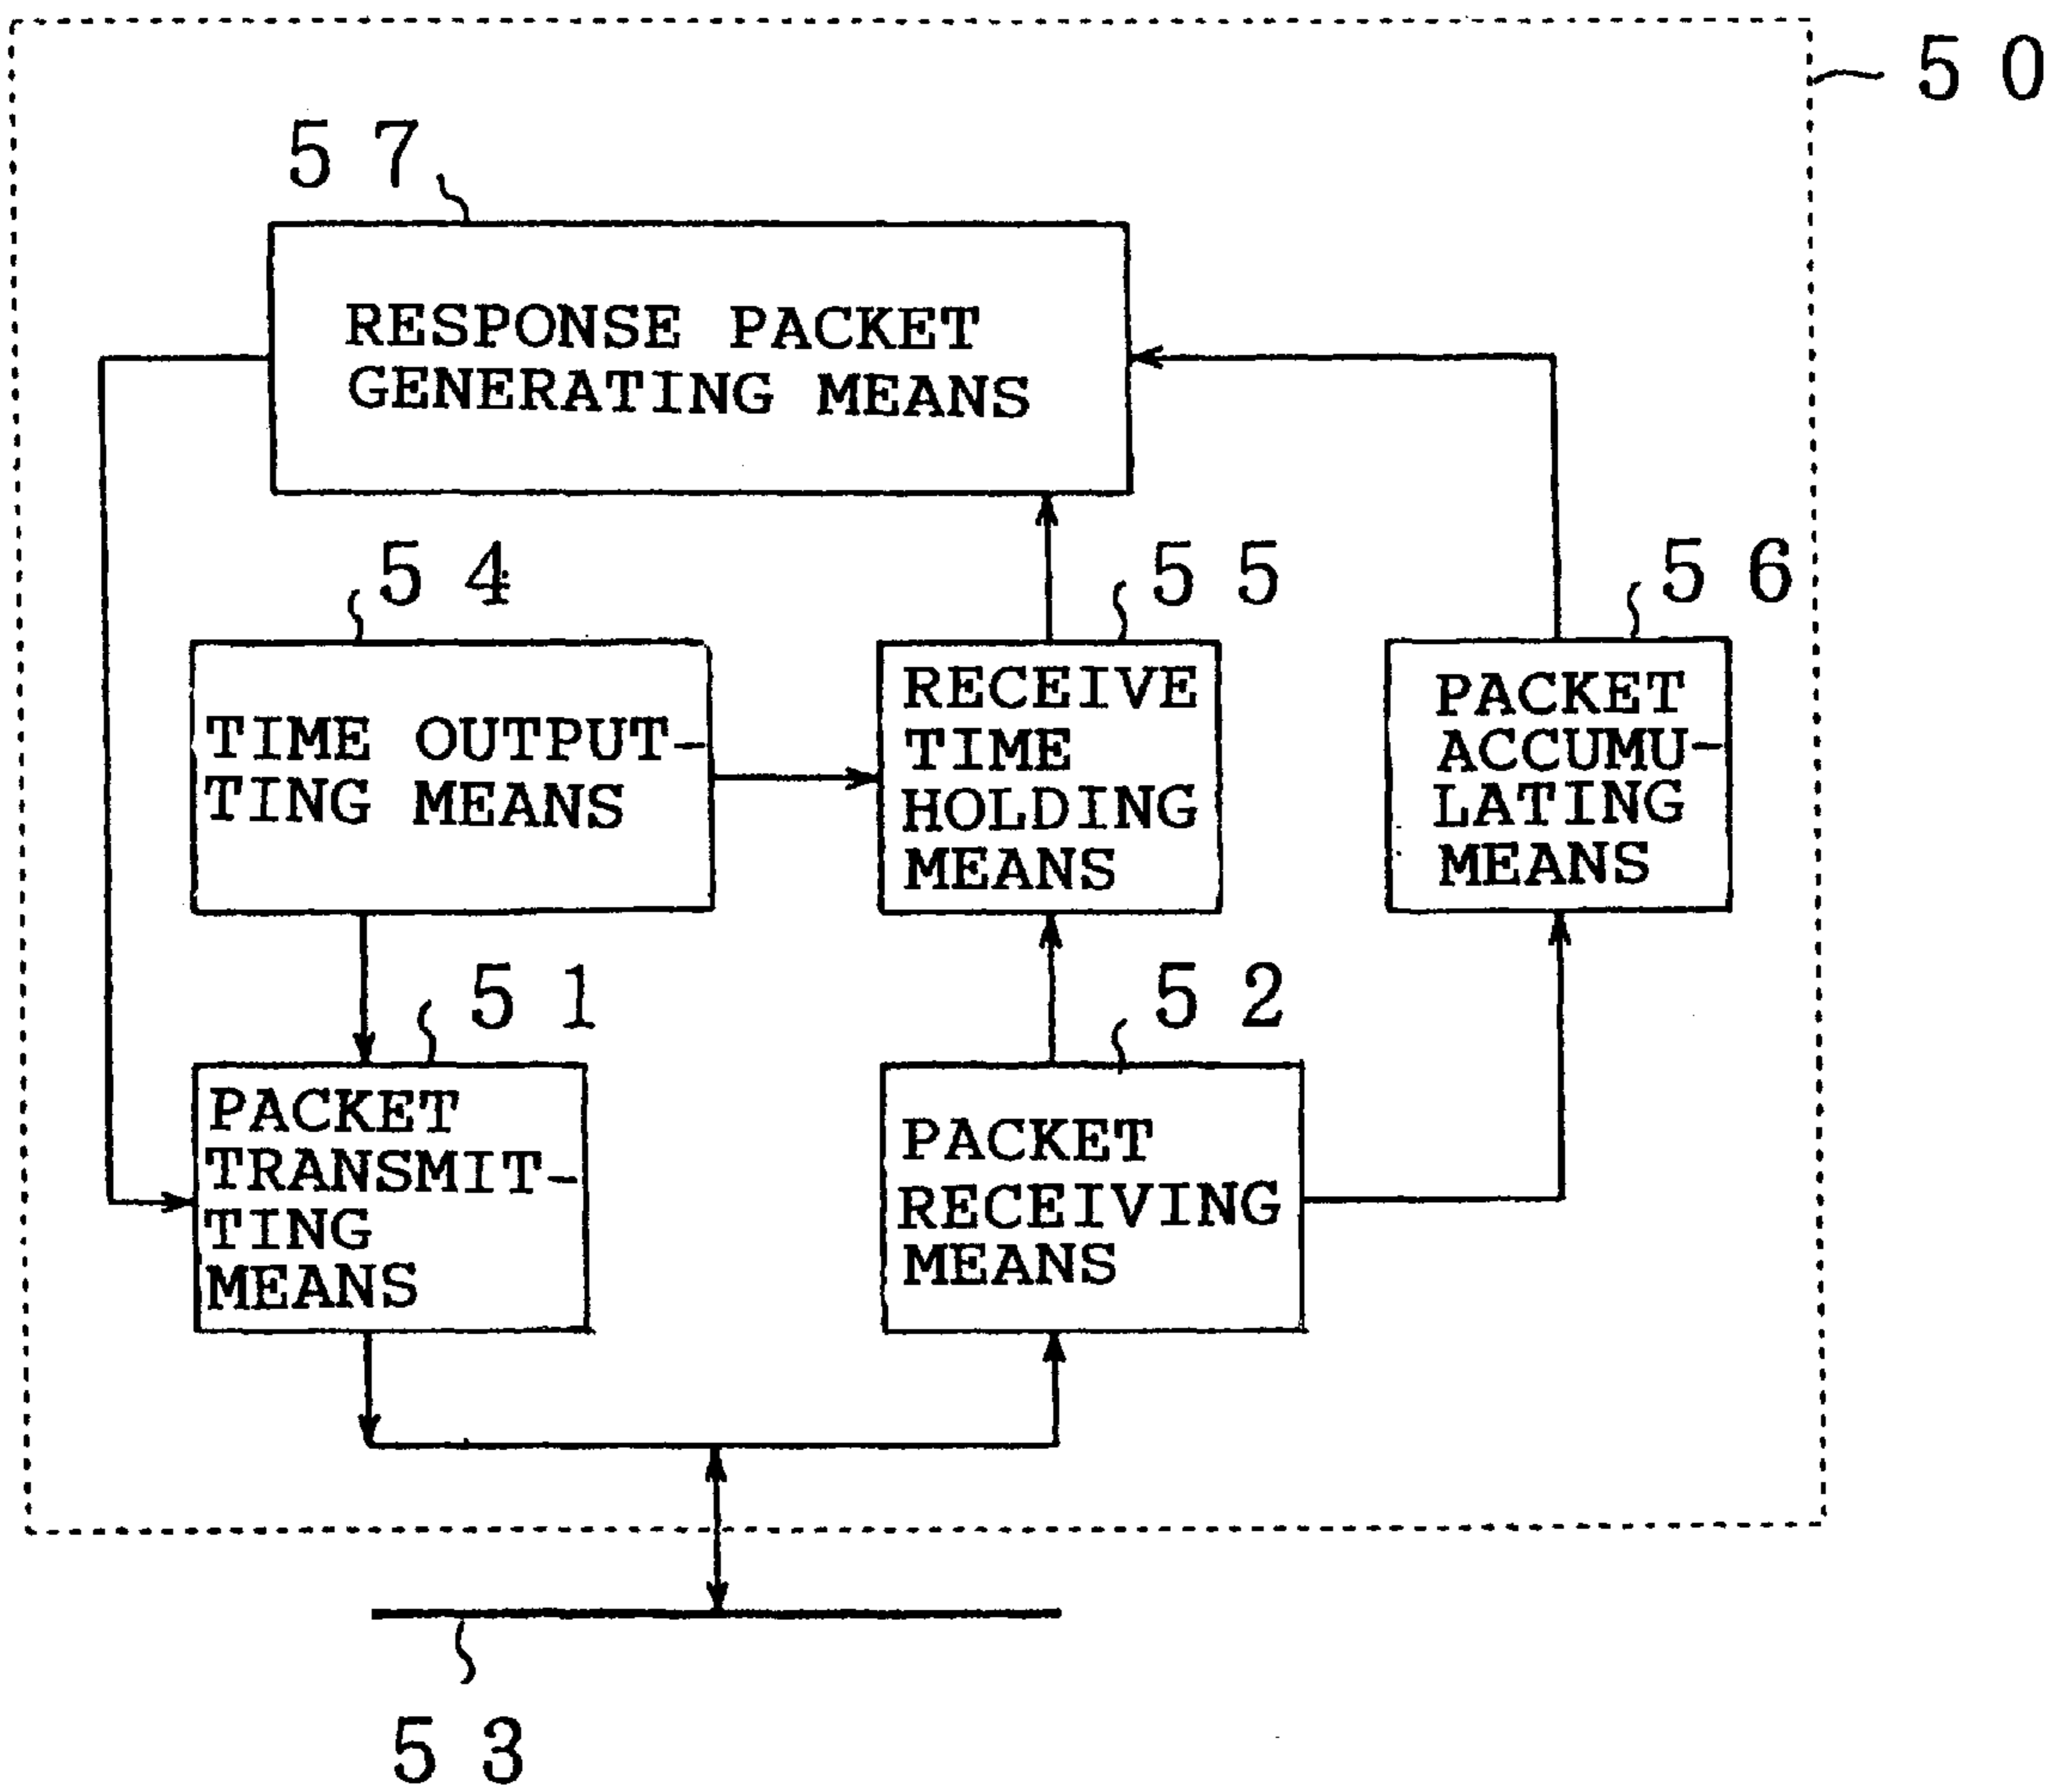 50
57
RESPONSE PACKET
GENERATING MEANS
54
55
56
TIME OUTPUT-
TING MEANS
RECEIVE
TIME
HOLDING
MEANS
PACKET
ACCUMU-
LATING
MEANS
51
52
PACKET
TRANSMIT-
TING
MEANS
PACKET
RECEIVING
MEANS
53